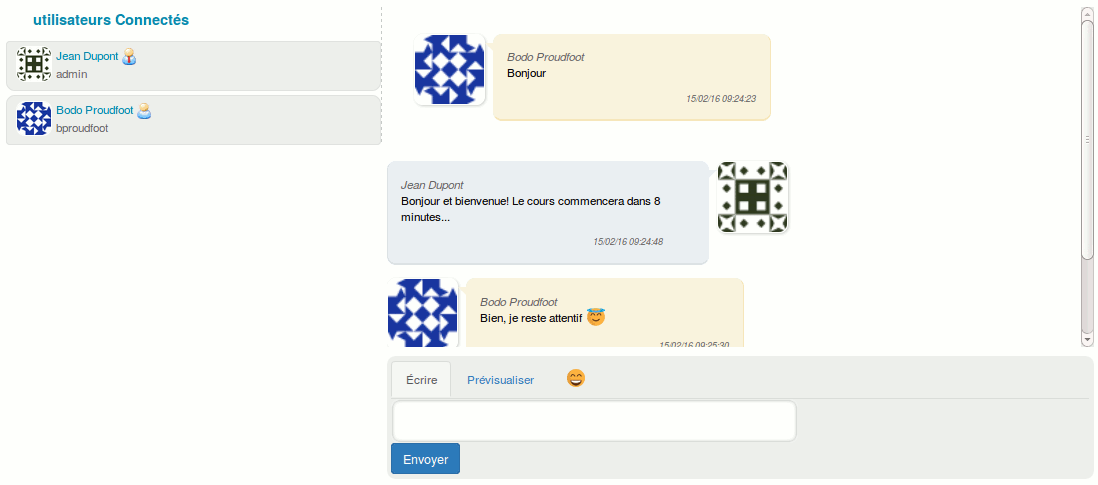 utilisateurs Connectés
Jean Dupont
admin
Bodo Proudfoot
bproudfoot
Bodo Proudfoot
Bonjour
15/02/16 09:24:23
Jean Dupont
Bonjour et bienvenue! Le cours commencera dans 8
minutes...
15/02/16 09:24:48
Bodo Proudfoot
Bien, je reste attentif
15/02/16 09:25:30
Écrire
Prévisualiser
Envoyer